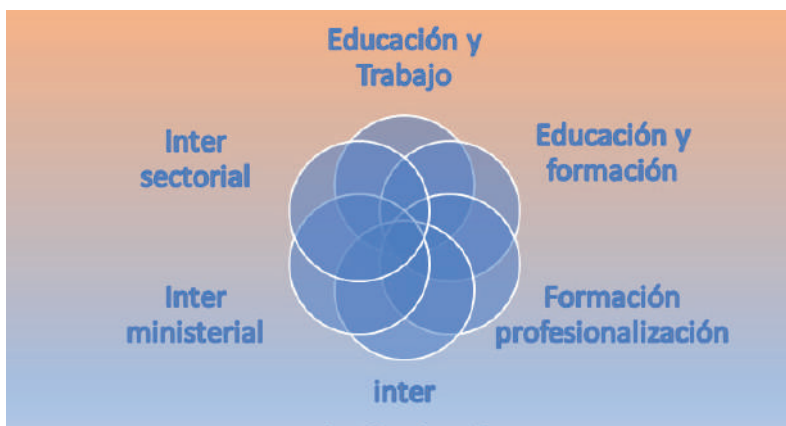 Educación y
Trabajo
Educación y
formación
Formación
profesionalización
inter
Inter
ministerial
Inter
sectorial